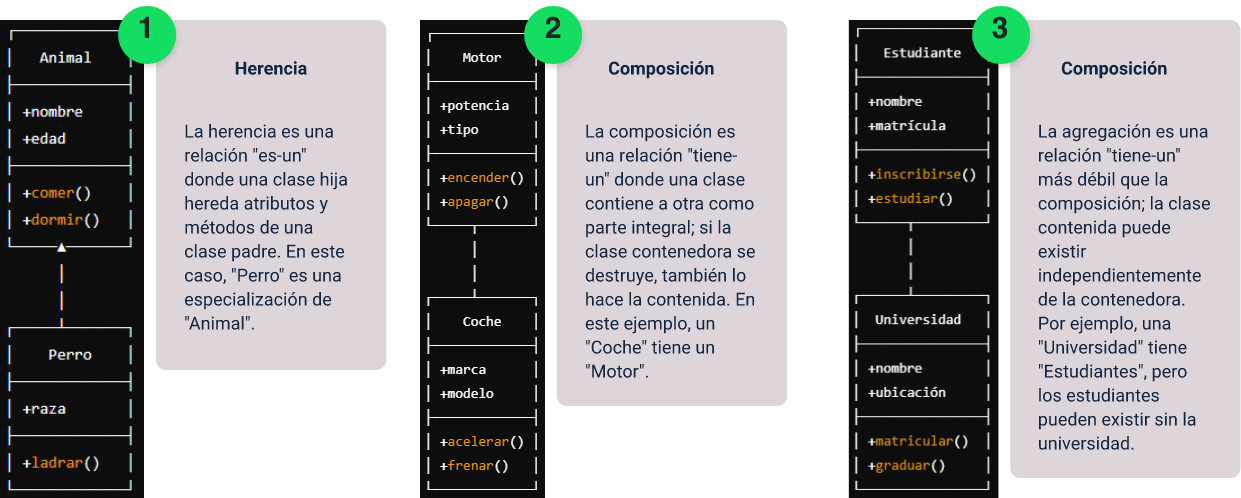 1
Animal
+nombre
+edad
+comer()
+dormir()
Perro
+raza
+ladrar()
Herencia
La herencia es una
relación "es-un"
donde una clase hija
hereda atributos y
métodos de una
clase padre. En este
caso, "Perro" es una
especialización de
"Animal".
2
Motor
+potencia
+tipo
+encender()
+apagar()
Coche
+marca
+modelo
+acelerar()
+frenar()
Composición
La composición es
una relación "tiene-
un" donde una clase
contiene a otra como
parte integral; si la
clase contenedora se
destruye, también lo
hace la contenida. En
este ejemplo, un
"Coche" tiene un
"Motor".
3
Estudiante
+nombre
+matrícula
+inscribirse()
+estudiar()
Universidad
+nombre
+ubicación
+matricular()
+graduar()
Composición
La agregación es una
relación "tiene-un"
más débil que la
composición; la clase
contenida puede
existir
independientemente
de la contenedora.
Por ejemplo, una
"Universidad" tiene
"Estudiantes", pero
los estudiantes
pueden existir sin la
universidad.